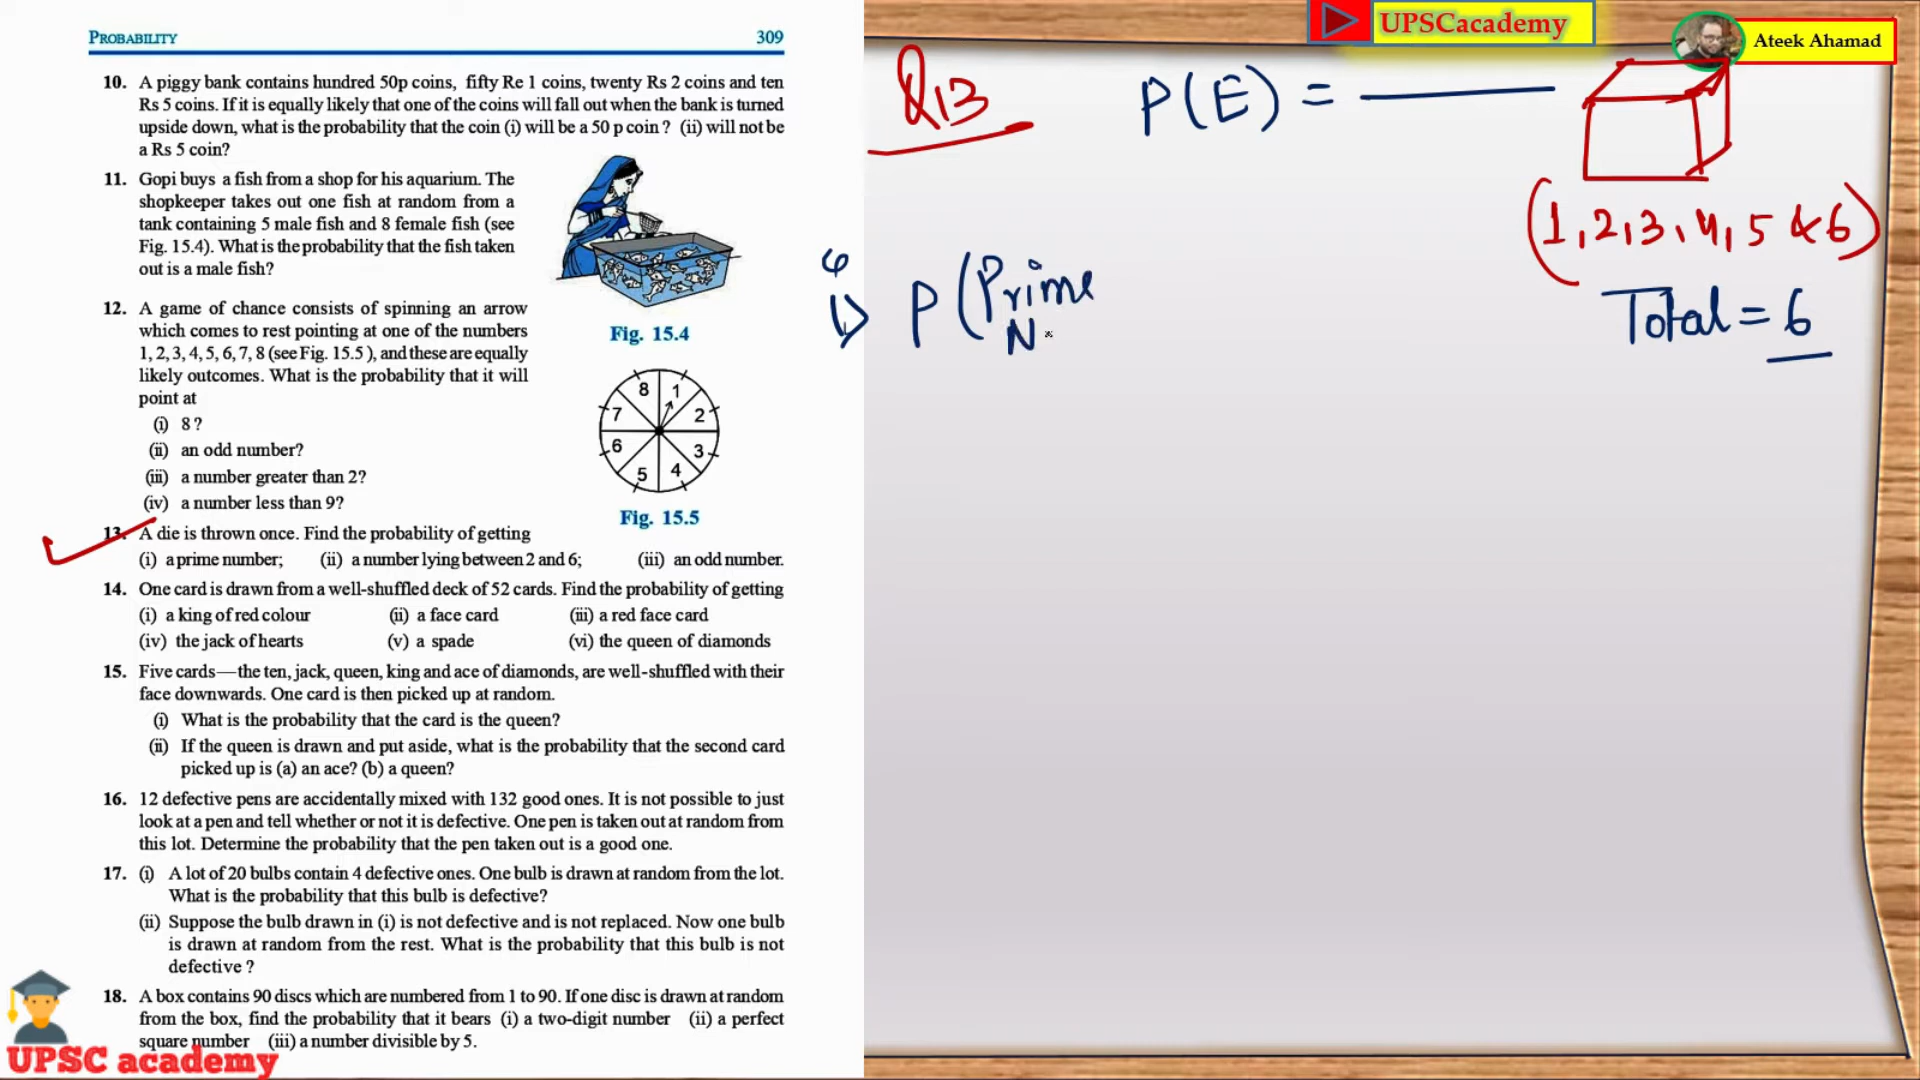 PROBABILITY 309
10. A piggy bank contains hundred 50p coins, fifty Re 1 coins, twenty Rs 2 coins and ten
Rs 5 coins. If it is equally likely that one of the coins will fall out when the bank is turned
upside down, what is the probability that the coin (i) will be a 50 p coin ? (ii) will not be
a Rs 5 coin?
11. Gopi buys a fish from a shop for his aquarium. The
shopkeeper takes out one fish at random from a
tank containing 5 male fish and 8 female fish (see
Fig. 15.4). What is the probability that the fish taken
out is a male fish?
Fig. 15.4
12. A game of chance consists of spinning an arrow
which comes to rest pointing at one of the numbers
1, 2, 3, 4, 5, 6, 7, 8 (see Fig. 15.5 ), and these are equally
likely outcomes. What is the probability that it will
point at
(i) 8 ?
(ii) an odd number?
(iii) a number greater than 2?
(iv) a number less than 9?
8 1
7 2
6 3
5 4
Fig. 15.5
13. A die is thrown once. Find the probability of getting
(i) a prime number; (ii) a number lying between 2 and 6; (iii) an odd number.
14. One card is drawn from a well-shuffled deck of 52 cards. Find the probability of getting
(i) a king of red colour (ii) a face card (iii) a red face card
(iv) the jack of hearts (v) a spade (vi) the queen of diamonds
15. Five cards—the ten, jack, queen, king and ace of diamonds, are well-shuffled with their
face downwards. One card is then picked up at random.
(i) What is the probability that the card is the queen?
(ii) If the queen is drawn and put aside, what is the probability that the second card
picked up is (a) an ace? (b) a queen?
16. 12 defective pens are accidentally mixed with 132 good ones. It is not possible to just
look at a pen and tell whether or not it is defective. One pen is taken out at random from
this lot. Determine the probability that the pen taken out is a good one.
17. (i) A lot of 20 bulbs contain 4 defective ones. One bulb is drawn at random from the lot.
What is the probability that this bulb is defective?
(ii) Suppose the bulb drawn in (i) is not defective and is not replaced. Now one bulb
is drawn at random from the rest. What is the probability that this bulb is not
defective ?
18. A box contains 90 discs which are numbered from 1 to 90. If one disc is drawn at random
from the box, find the probability that it bears (i) a two-digit number (ii) a perfect
square number (iii) a number divisible by 5.
UPSC academy
UPSCacademy
Ateek Ahamad
Q13
P(E) =
(1, 2, 3, 4, 5 & 6)
Total = 6
P (Prime
N